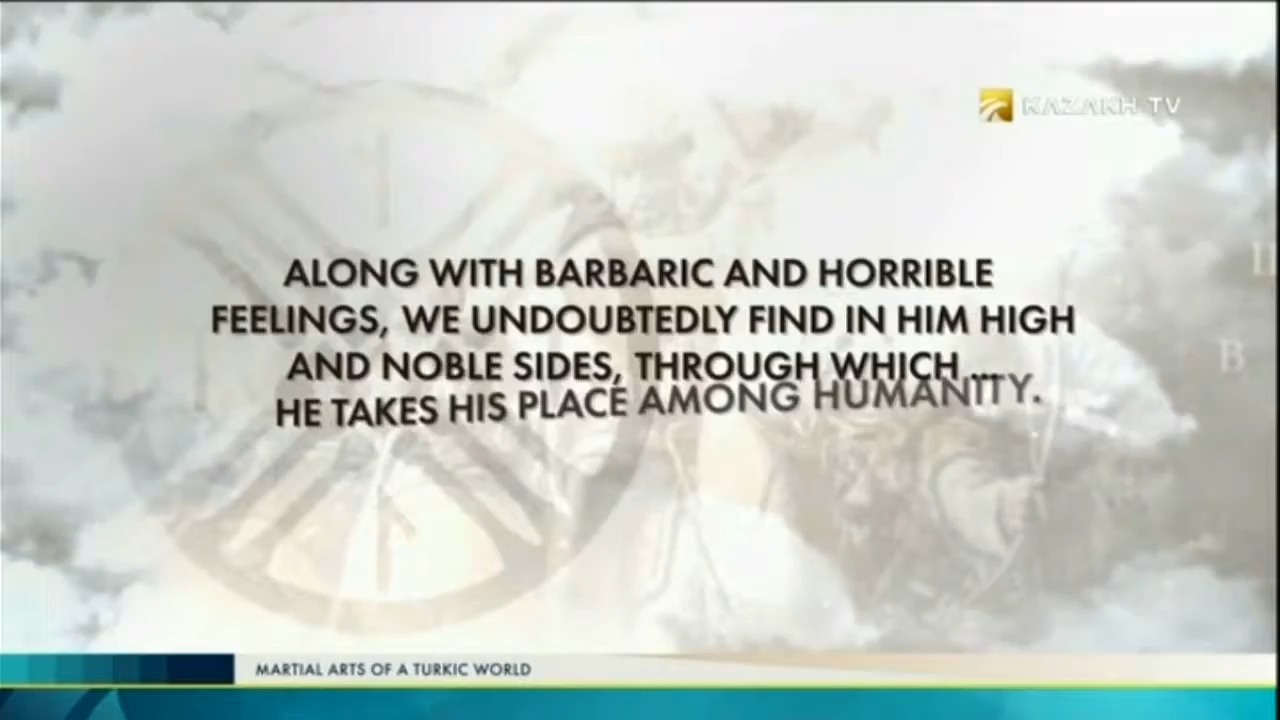 KAZAKH TV
ALONG WITH BARBARIC AND HORRIBLE
FEELINGS, WE UNDOUBTEDLY FIND IN HIM HIGH
AND NOBLE SIDES, THROUGH WHICH ...
HE TAKES HIS PLACE AMONG HUMANITY.
II
B
MARTIAL ARTS OF A TURKIC WORLD